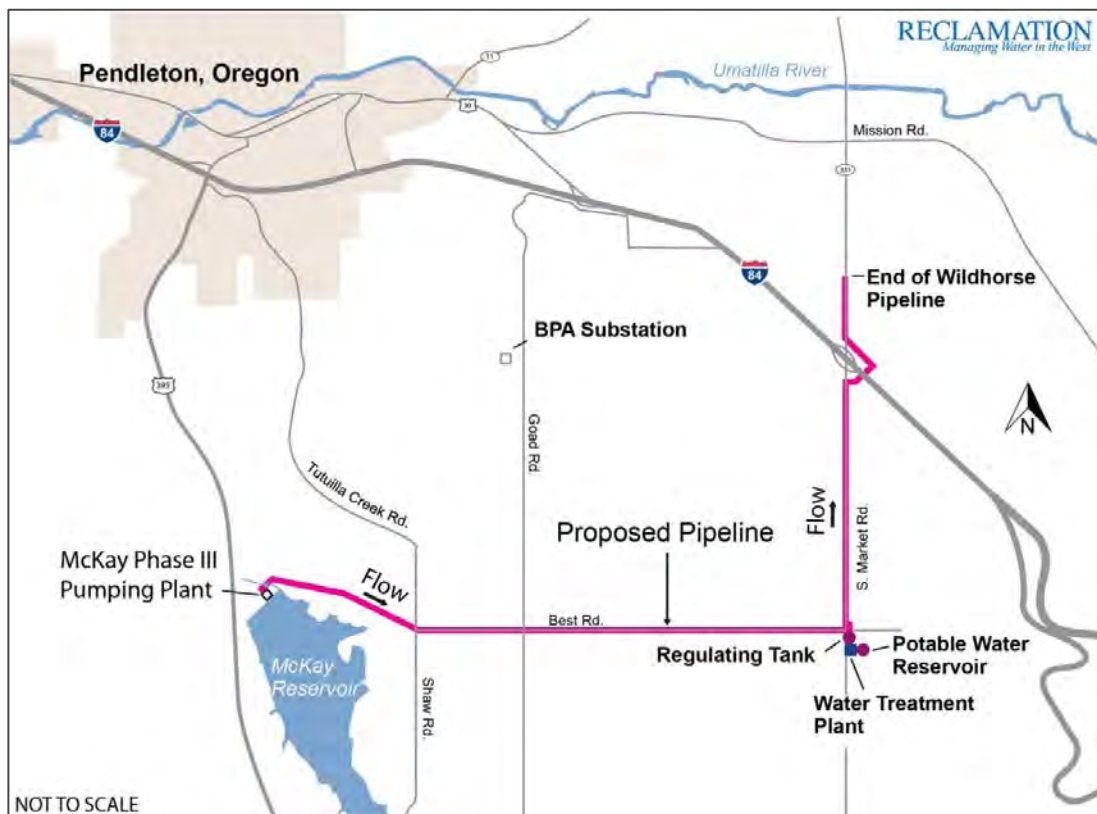 RECLAMATION
Managing Water in the West
Pendleton, Oregon
11
Umatilla River
30
84
Mission Rd.
331
84
End of Wildhorse
Pipeline
BPA Substation
395
Goad Rd.
N
Tutuilla Creek Rd.
Flow
S. Market Rd.
Proposed Pipeline
McKay Phase III
Pumping Plant
Flow
Best Rd.
Regulating Tank
Potable Water
Reservoir
McKay
Reservoir
Shaw Rd.
Water Treatment
Plant
NOT TO SCALE